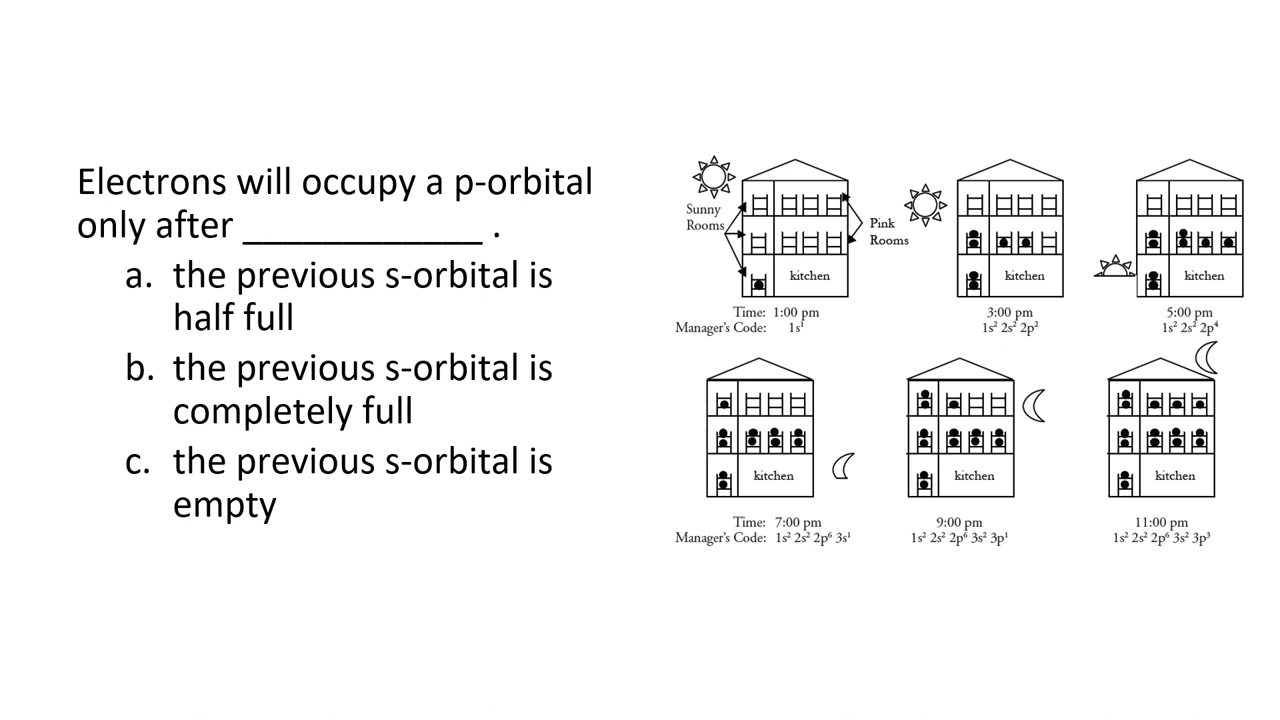 Electrons will occupy a p-orbital
only after _____________ .
a. the previous s-orbital is
half full
b. the previous s-orbital is
completely full
c. the previous s-orbital is
empty
Sunny
Rooms
Pink
Rooms
kitchen
kitchen
kitchen
Time: 1:00 pm
Manager's Code: 1s¹
3:00 pm
1s² 2s² 2p²
5:00 pm
1s² 2s² 2p⁴
kitchen
kitchen
kitchen
Time: 7:00 pm
Manager's Code: 1s² 2s² 2p⁶ 3s¹
9:00 pm
1s² 2s² 2p⁶ 3s² 3p¹
11:00 pm
1s² 2s² 2p⁶ 3s² 3p³